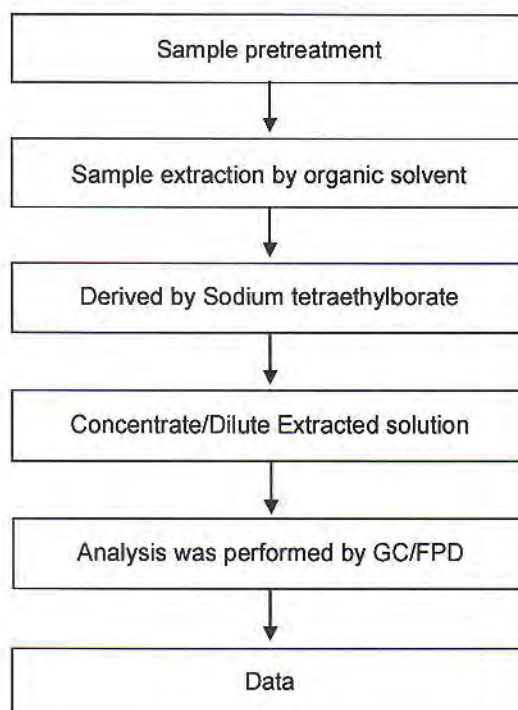 Sample pretreatment
Sample extraction by organic solvent
Derived by Sodium tetraethylborate
Concentrate/Dilute Extracted solution
Analysis was performed by GC/FPD
Data